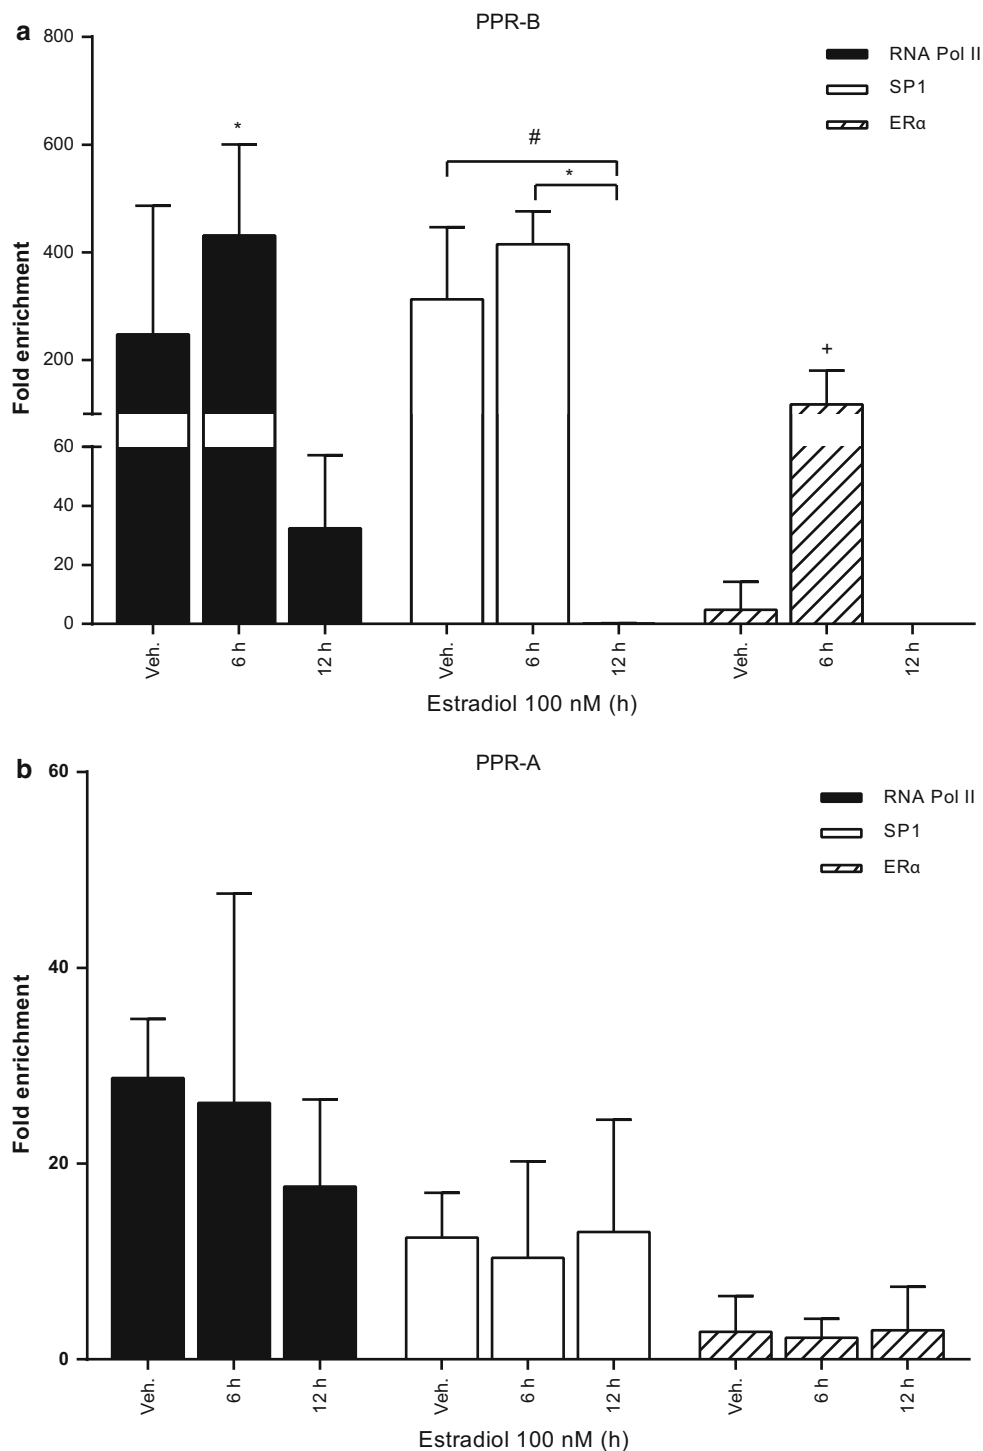 a
PPR-B
800
600
400
200
60
40
20
0
Fold enrichment
RNA Pol II
SP1
ERα
*
#
*
+
Veh.
6 h
12 h
Veh.
6 h
12 h
Veh.
6 h
12 h
Estradiol 100 nM (h)
b
PPR-A
60
40
20
0
Fold enrichment
RNA Pol II
SP1
ERα
Veh.
6 h
12 h
Veh.
6 h
12 h
Veh.
6 h
12 h
Estradiol 100 nM (h)